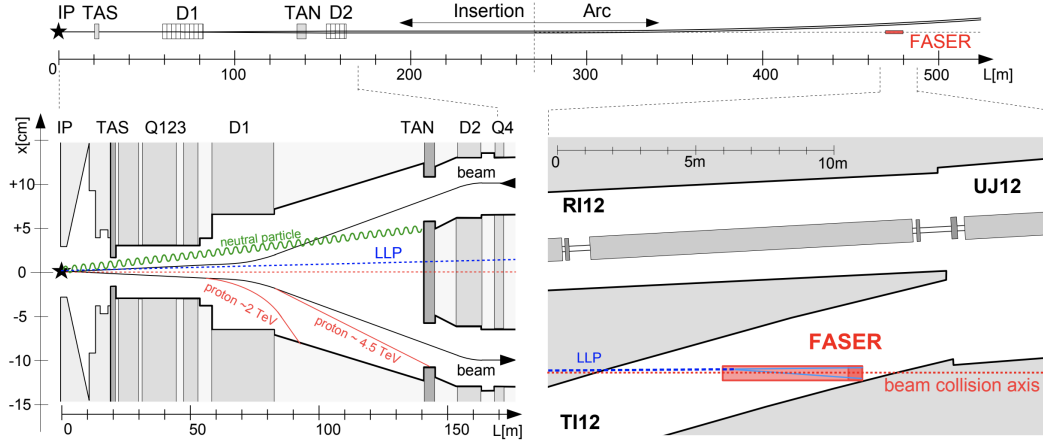 IP TAS D1 TAN D2 Insertion Arc
FASER
0 100 200 300 400 500 L[m]
x[cm]
IP TAS Q123 D1 TAN D2 Q4
+10
+5
0
-5
-10
-15
beam
neutral particle
LLP
proton ~2 TeV
proton ~ 4.5 TeV
beam
0 50 100 150 L[m]
0 5m 10m
RI12
UJ12
FASER
LLP
beam collision axis
TI12